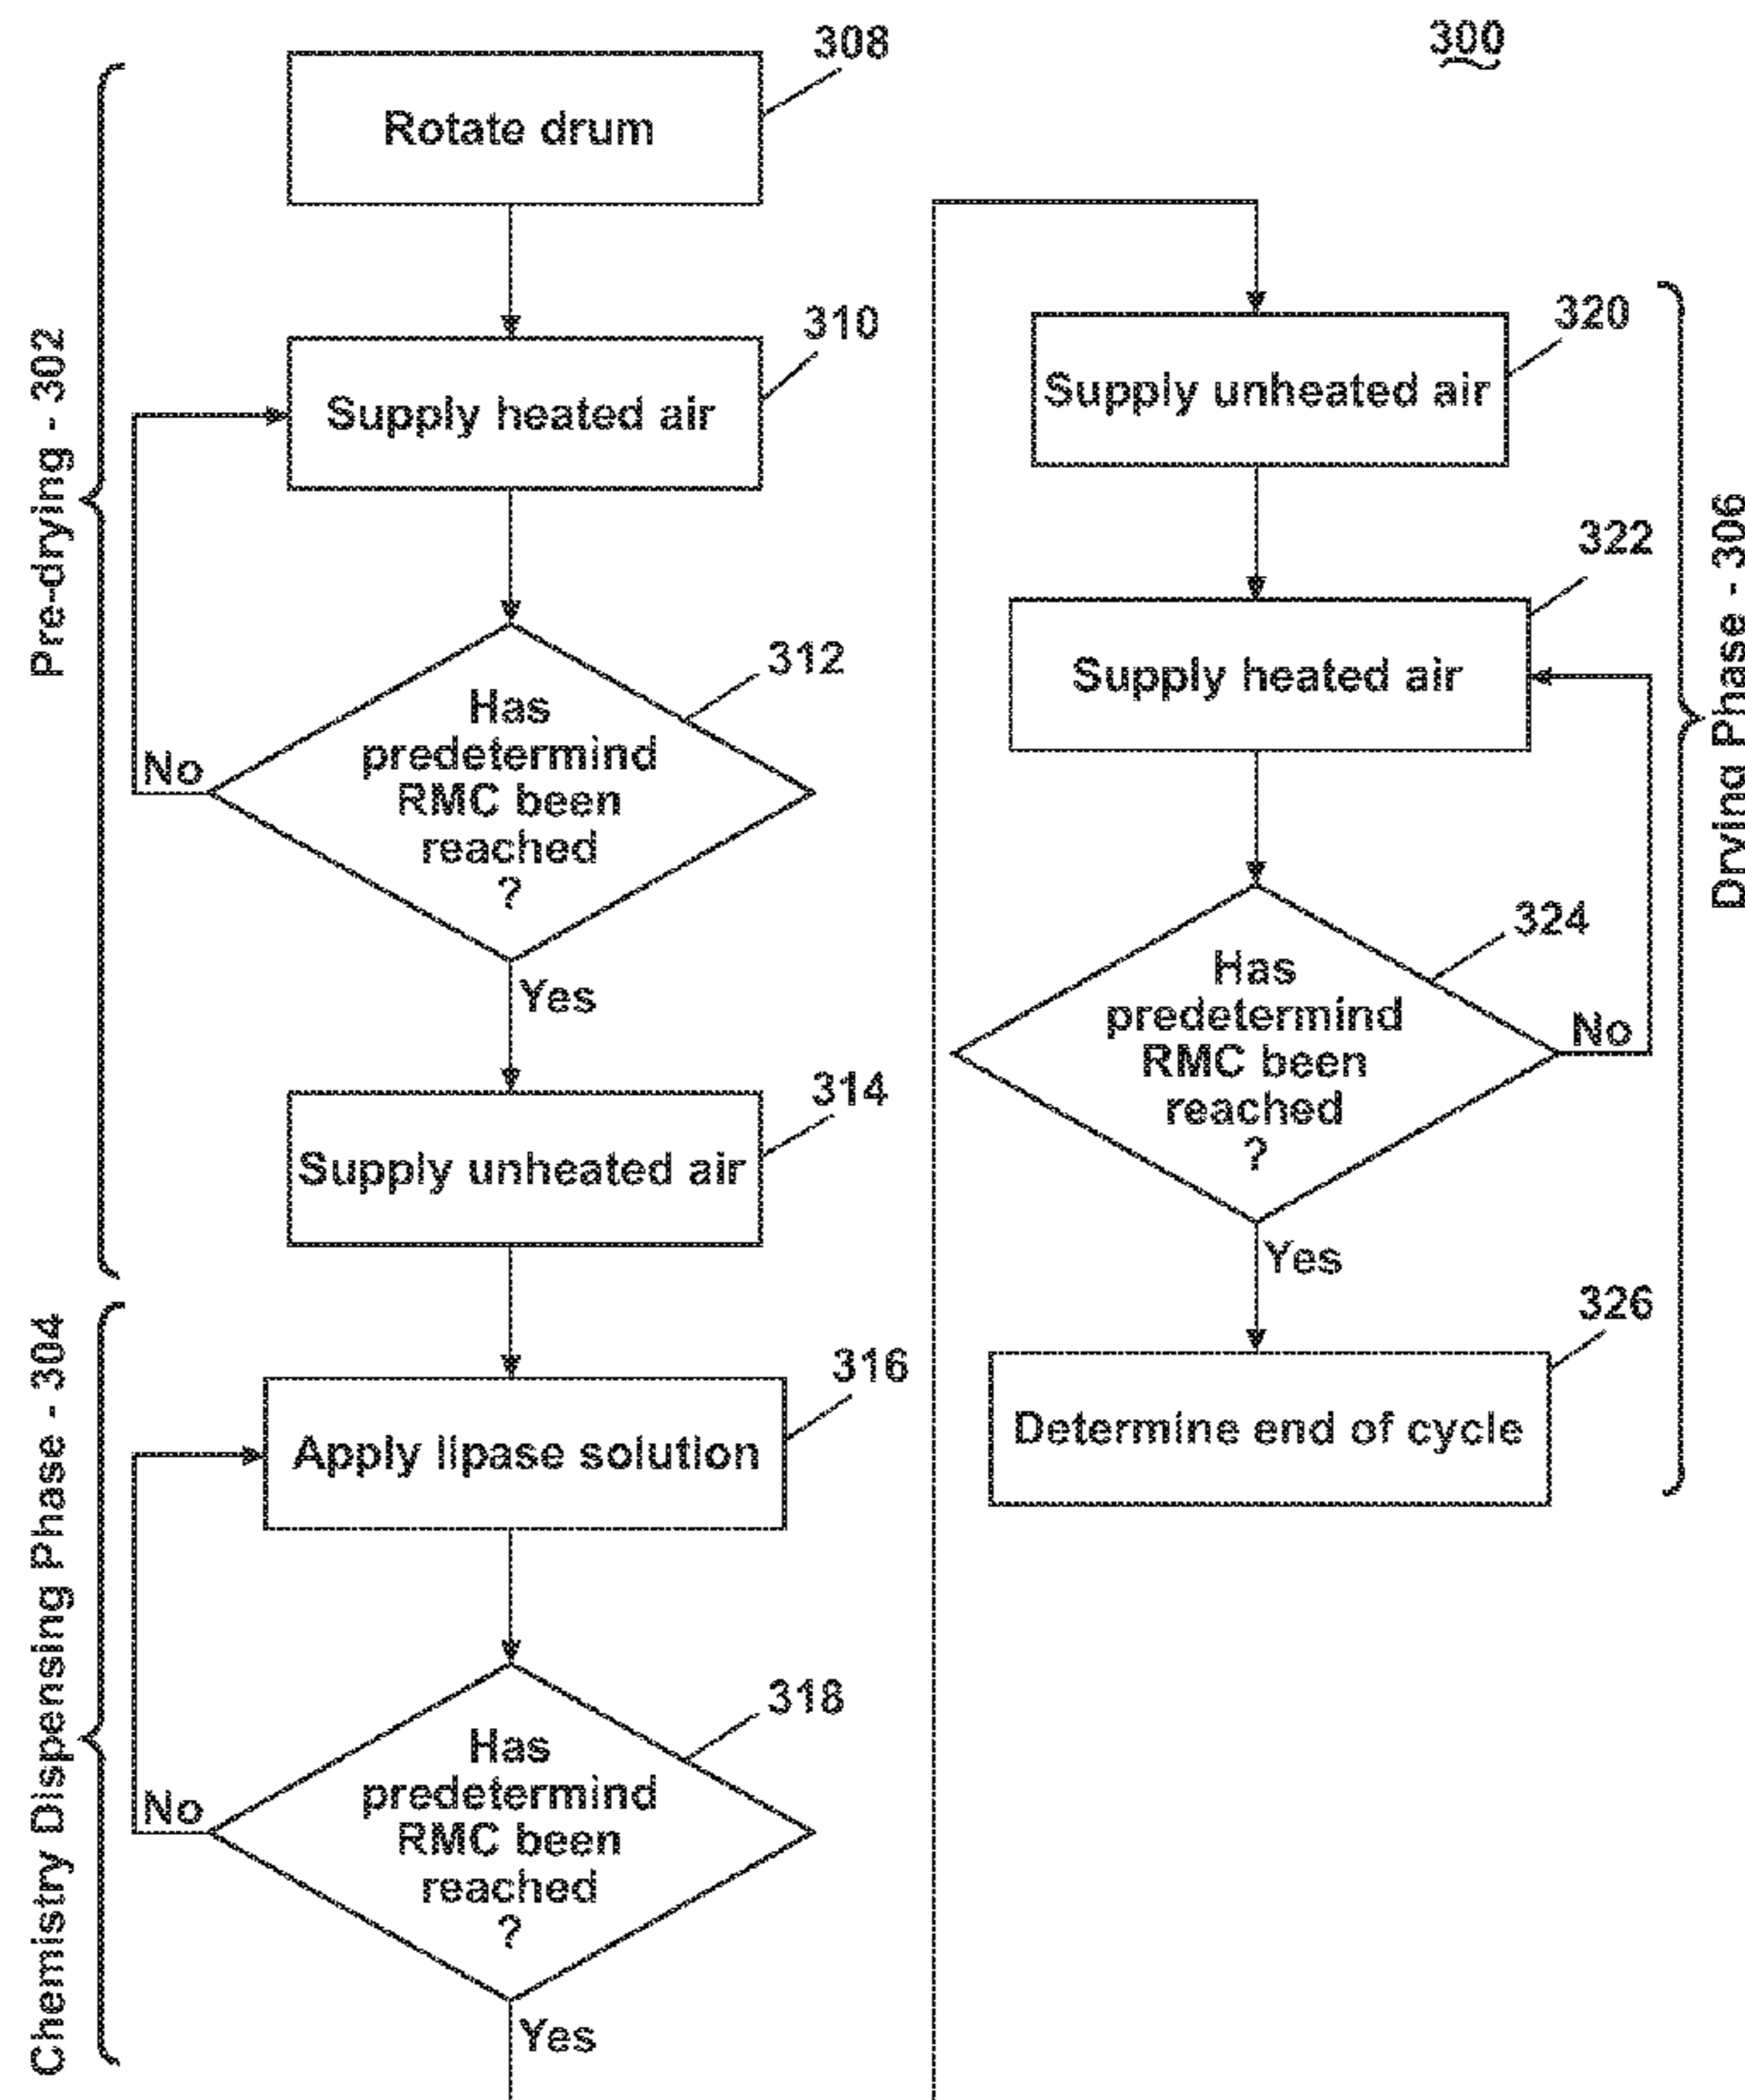 300
308
Rotate drum
310
Supply heated air
Pre-drying - 302
312
Has
predetermind
RMC been
reached
?
No
Yes
314
Supply unheated air
Chemistry Dispensing Phase - 304
316
Apply lipase solution
318
Has
predetermind
RMC been
reached
?
No
Yes
320
Supply unheated air
322
Supply heated air
Drying Phase - 306
324
Has
predetermind
RMC been
reached
?
No
Yes
326
Determine end of cycle